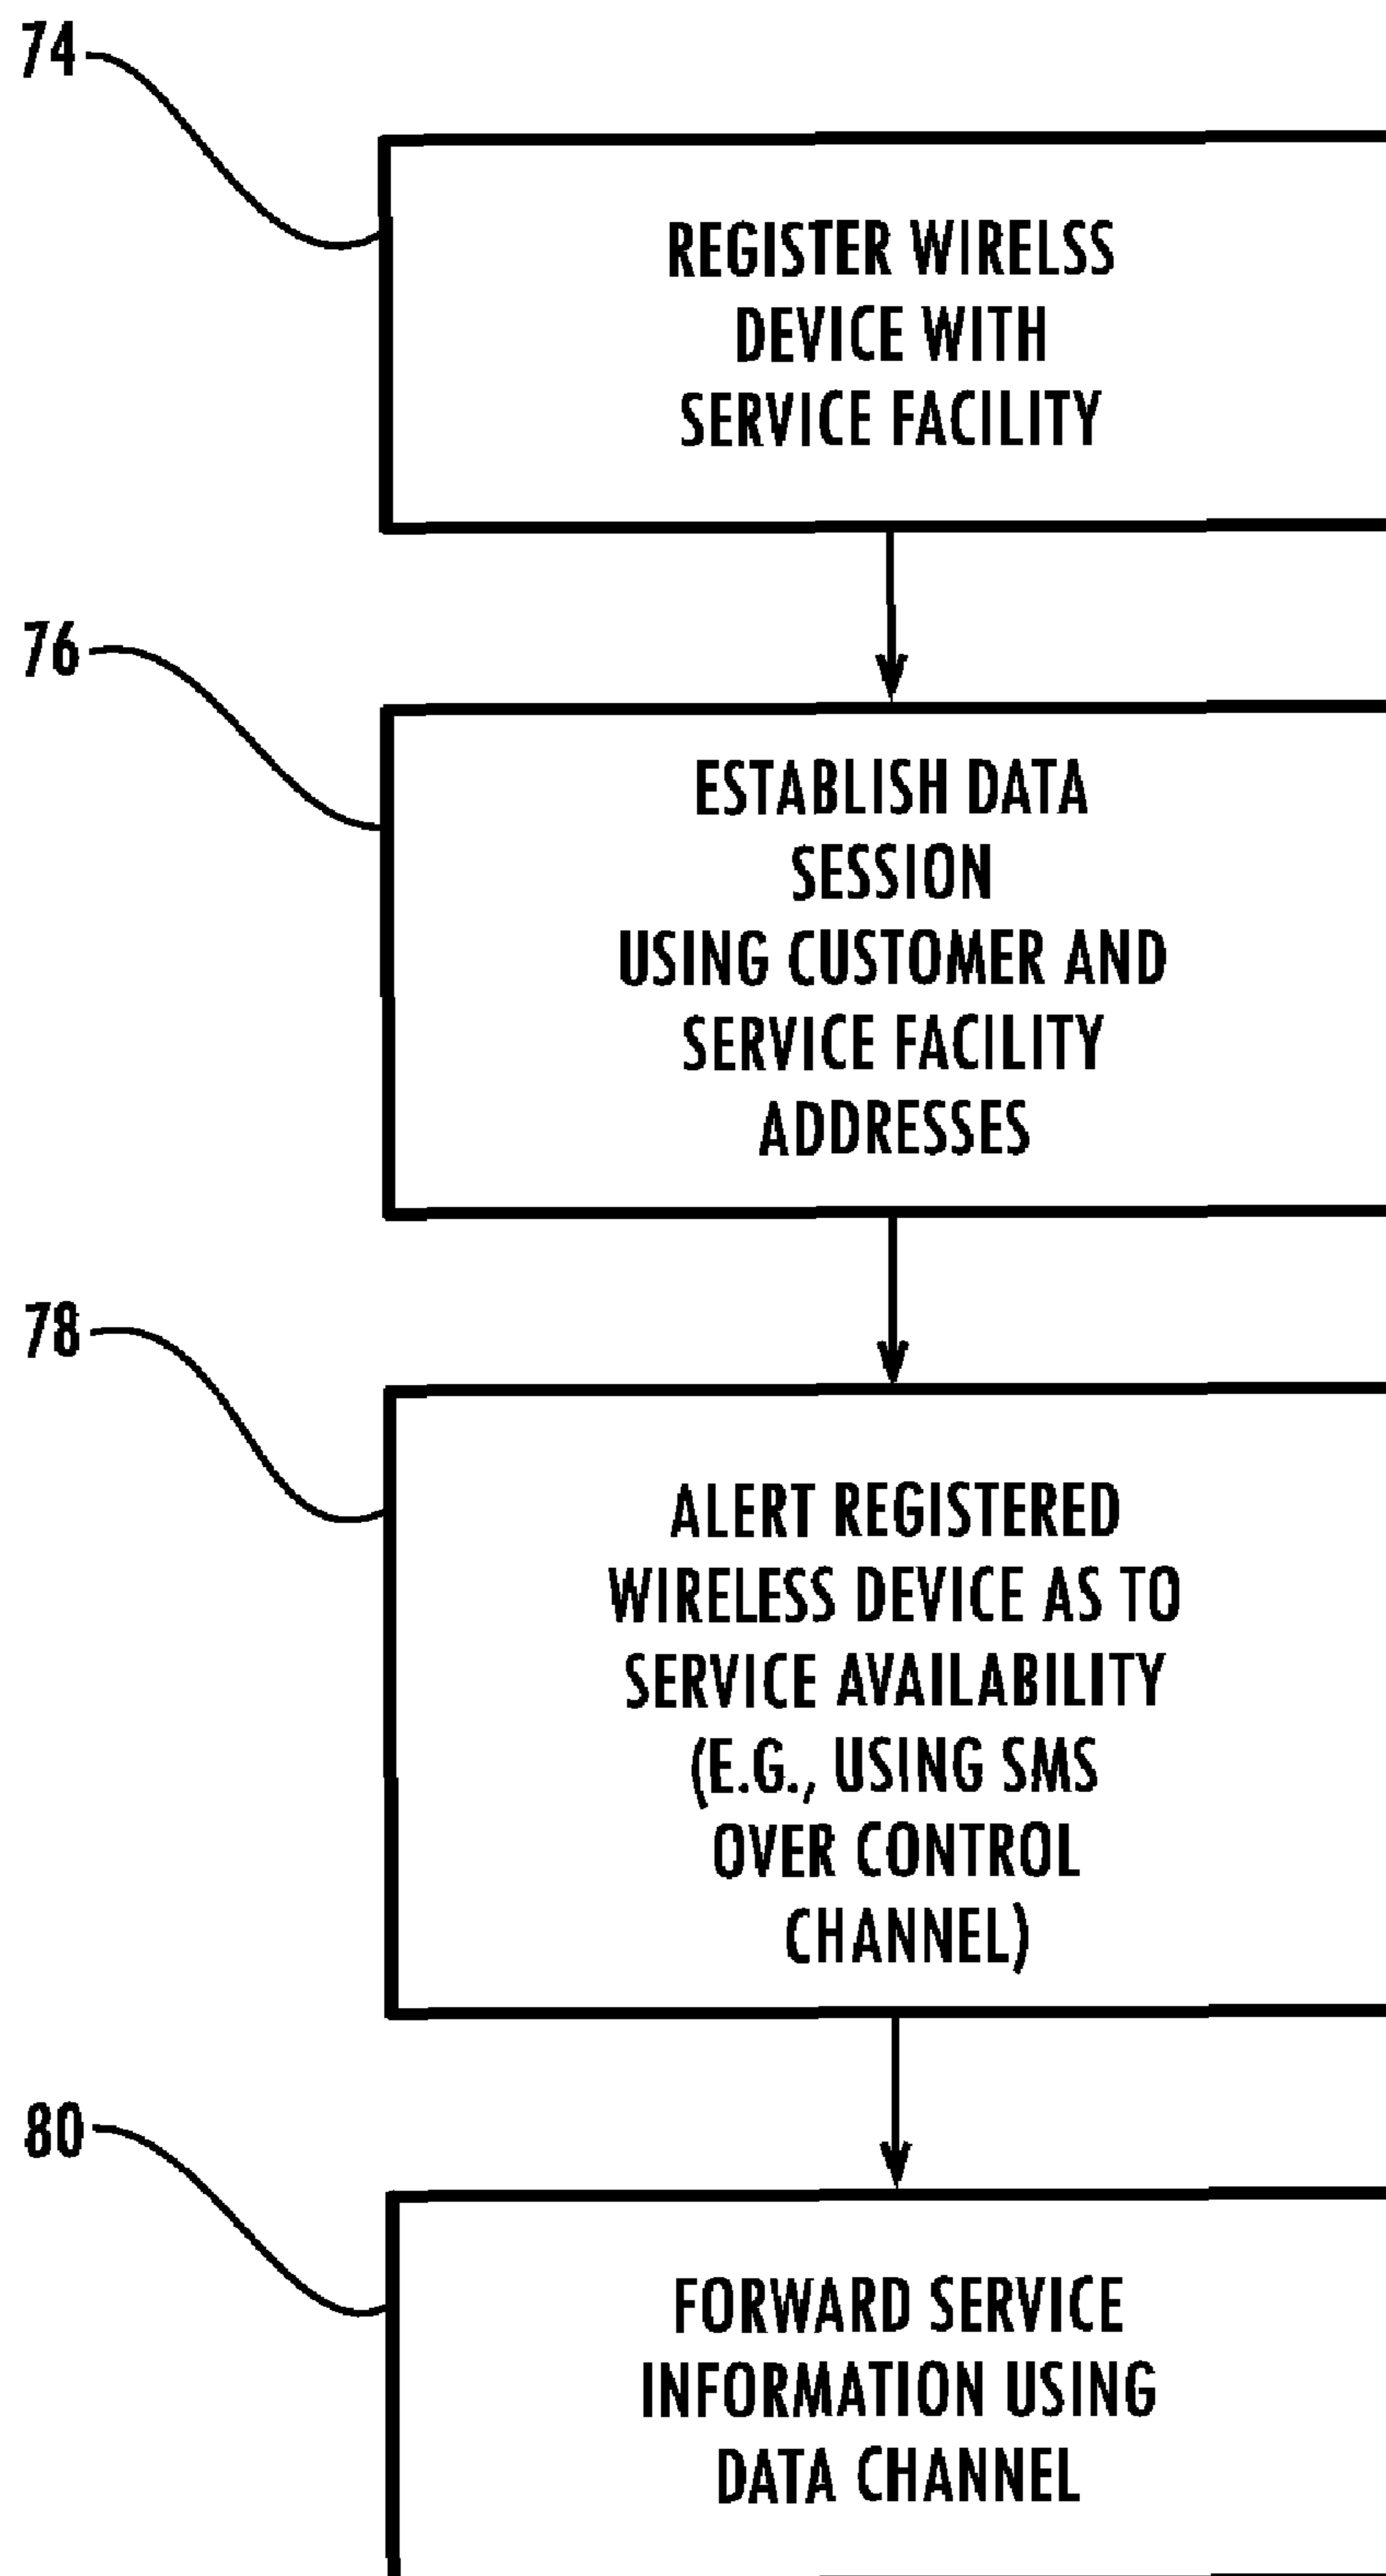 74
REGISTER WIRELSS
DEVICE WITH
SERVICE FACILITY
76
ESTABLISH DATA
SESSION
USING CUSTOMER AND
SERVICE FACILITY
ADDRESSES
78
ALERT REGISTERED
WIRELESS DEVICE AS TO
SERVICE AVAILABILITY
(E.G., USING SMS
OVER CONTROL
CHANNEL)
80
FORWARD SERVICE
INFORMATION USING
DATA CHANNEL